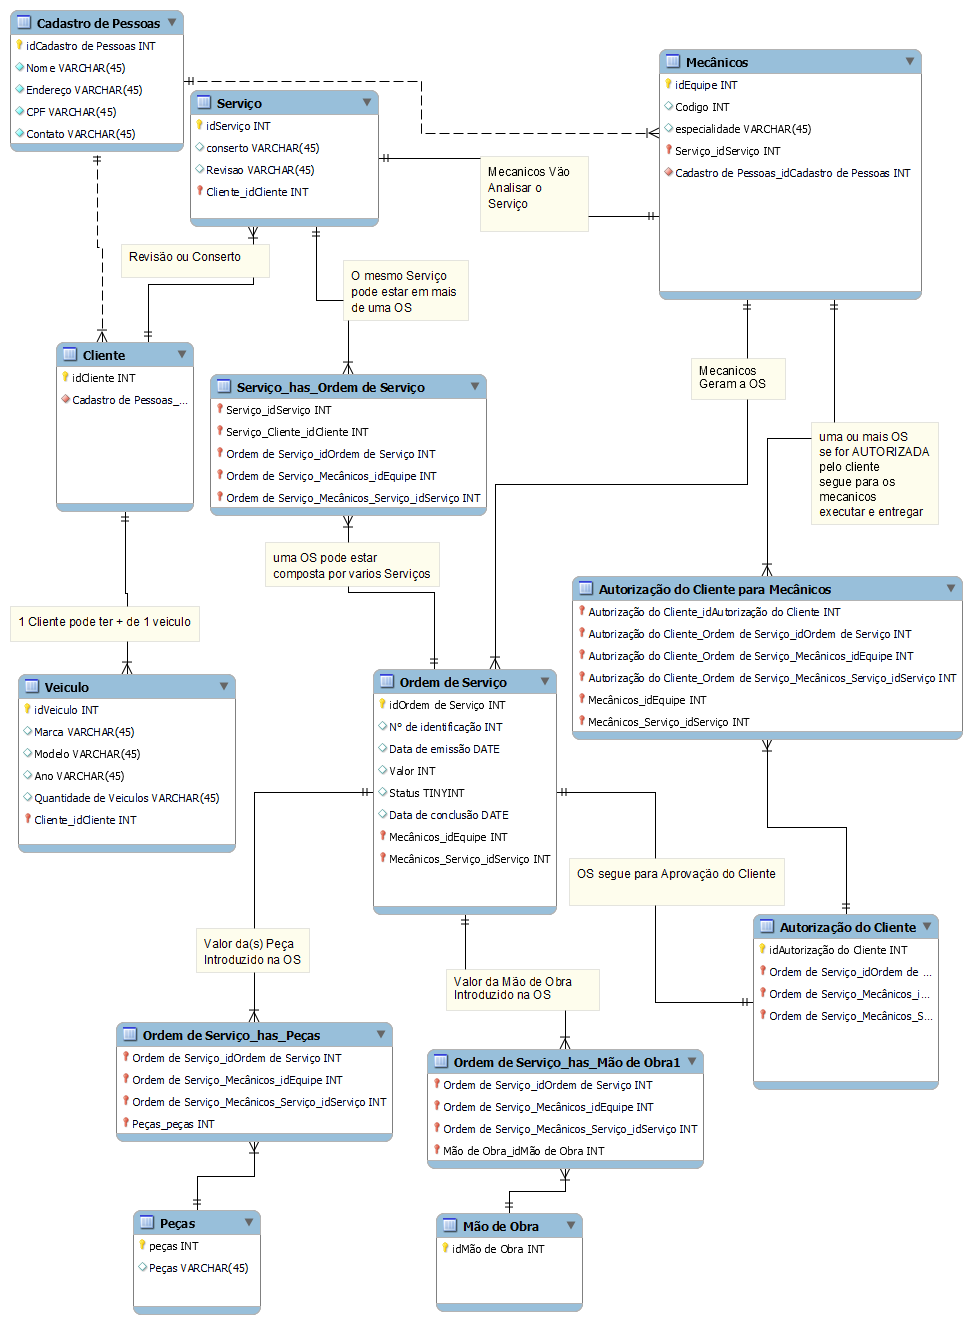 Cadastro de Pessoas
idCadastro de Pessoas INT
Nome VARCHAR(45)
Endereço VARCHAR(45)
CPF VARCHAR(45)
Contato VARCHAR(45)
Serviço
idServiço INT
conserto VARCHAR(45)
Revisao VARCHAR(45)
Cliente_idCliente INT
Mecânicos
idEquipe INT
Codigo INT
especialidade VARCHAR(45)
Serviço_idServiço INT
Cadastro de Pessoas_idCadastro de Pessoas INT
Mecanicos Vão
Analisar o
Serviço
Revisão ou Conserto
O mesmo Serviço
pode estar em mais
de uma OS
Cliente
idCliente INT
Cadastro de Pessoas_...
Serviço_has_Ordem de Serviço
Serviço_idServiço INT
Serviço_Cliente_idCliente INT
Ordem de Serviço_idOrdem de Serviço INT
Ordem de Serviço_Mecânicos_idEquipe INT
Ordem de Serviço_Mecânicos_Serviço_idServiço INT
Mecanicos
Geram a OS
uma ou mais OS
se for AUTORIZADA
pelo cliente
segue para os
mecanicos
executar e entregar
uma OS pode estar
composta por varios Serviços
1 Cliente pode ter + de 1 veiculo
Autorização do Cliente para Mecânicos
Autorização do Cliente_idAutorização do Cliente INT
Autorização do Cliente_Ordem de Serviço_idOrdem de Serviço INT
Autorização do Cliente_Ordem de Serviço_Mecânicos_idEquipe INT
Autorização do Cliente_Ordem de Serviço_Mecânicos_Serviço_idServiço INT
Mecânicos_idEquipe INT
Mecânicos_Serviço_idServiço INT
Veiculo
idVeiculo INT
Marca VARCHAR(45)
Modelo VARCHAR(45)
Ano VARCHAR(45)
Quantidade de Veiculos VARCHAR(45)
Cliente_idCliente INT
Ordem de Serviço
idOrdem de Serviço INT
Nº de identificação INT
Data de emissão DATE
Valor INT
Status TINYINT
Data de conclusão DATE
Mecânicos_idEquipe INT
Mecânicos_Serviço_idServiço INT
OS segue para Aprovação do Cliente
Autorização do Cliente
idAutorização do Cliente INT
Ordem de Serviço_idOrdem de ...
Ordem de Serviço_Mecânicos_i...
Ordem de Serviço_Mecânicos_S...
Valor da(s) Peça
Introduzido na OS
Valor da Mão de Obra
Introduzido na OS
Ordem de Serviço_has_Peças
Ordem de Serviço_idOrdem de Serviço INT
Ordem de Serviço_Mecânicos_idEquipe INT
Ordem de Serviço_Mecânicos_Serviço_idServiço INT
Peças_peças INT
Ordem de Serviço_has_Mão de Obra1
Ordem de Serviço_idOrdem de Serviço INT
Ordem de Serviço_Mecânicos_idEquipe INT
Ordem de Serviço_Mecânicos_Serviço_idServiço INT
Mão de Obra_idMão de Obra INT
Peças
peças INT
Peças VARCHAR(45)
Mão de Obra
idMão de Obra INT